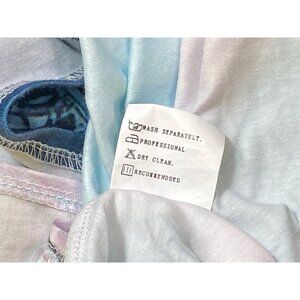 WASH SEPARATELY.
PROFESSIONAL
DRY CLEAN.
RECOMMENDED